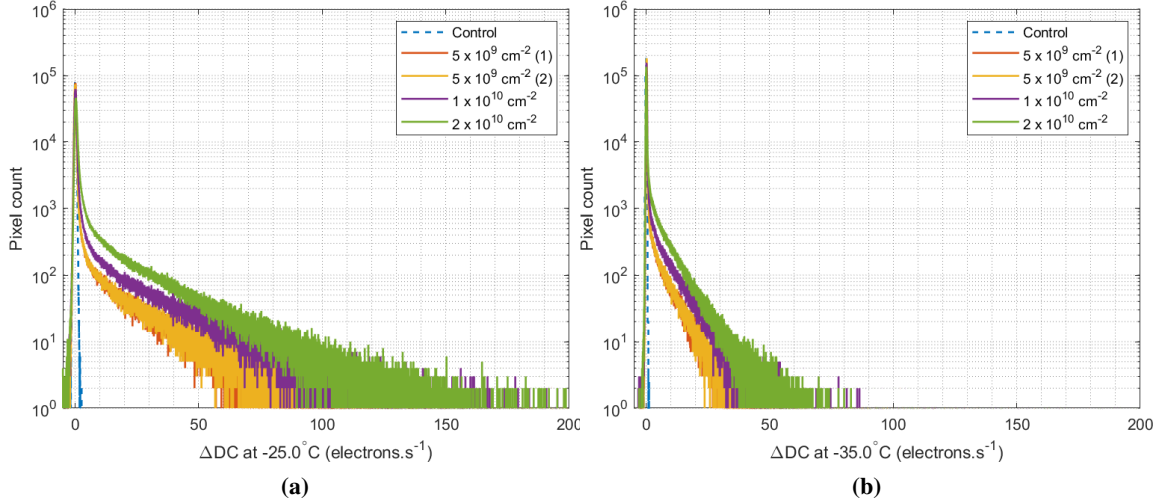 10^6
10^5
10^4
10^3
10^2
10^1
10^0
Pixel count
0
50
100
150
200
ΔDC at -25.0°C (electrons.s^-1)
Control
5 x 10^9 cm^-2 (1)
5 x 10^9 cm^-2 (2)
1 x 10^10 cm^-2
2 x 10^10 cm^-2
(a)
10^6
10^5
10^4
10^3
10^2
10^1
10^0
Pixel count
0
50
100
150
200
ΔDC at -35.0°C (electrons.s^-1)
Control
5 x 10^9 cm^-2 (1)
5 x 10^9 cm^-2 (2)
1 x 10^10 cm^-2
2 x 10^10 cm^-2
(b)